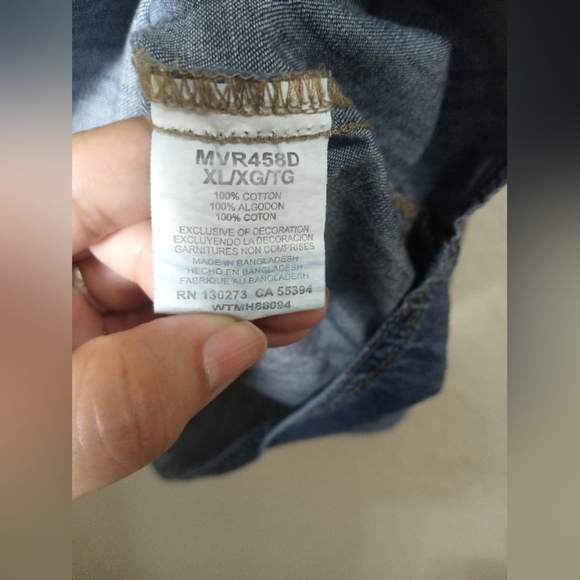 MVR458D
XL/XG/TG
100% COTTON
100% ALGODON
100% COTON
EXCLUSIVE OF DECORATION
EXCLUYENDO LA DECORACION
GARNITURES NON COMPRISES
MADE IN BANGLADESH
HECHO EN BANGLADESH
FABRIQUE AU BANGLADESH
RN 130273 CA 55394
WTMH88094